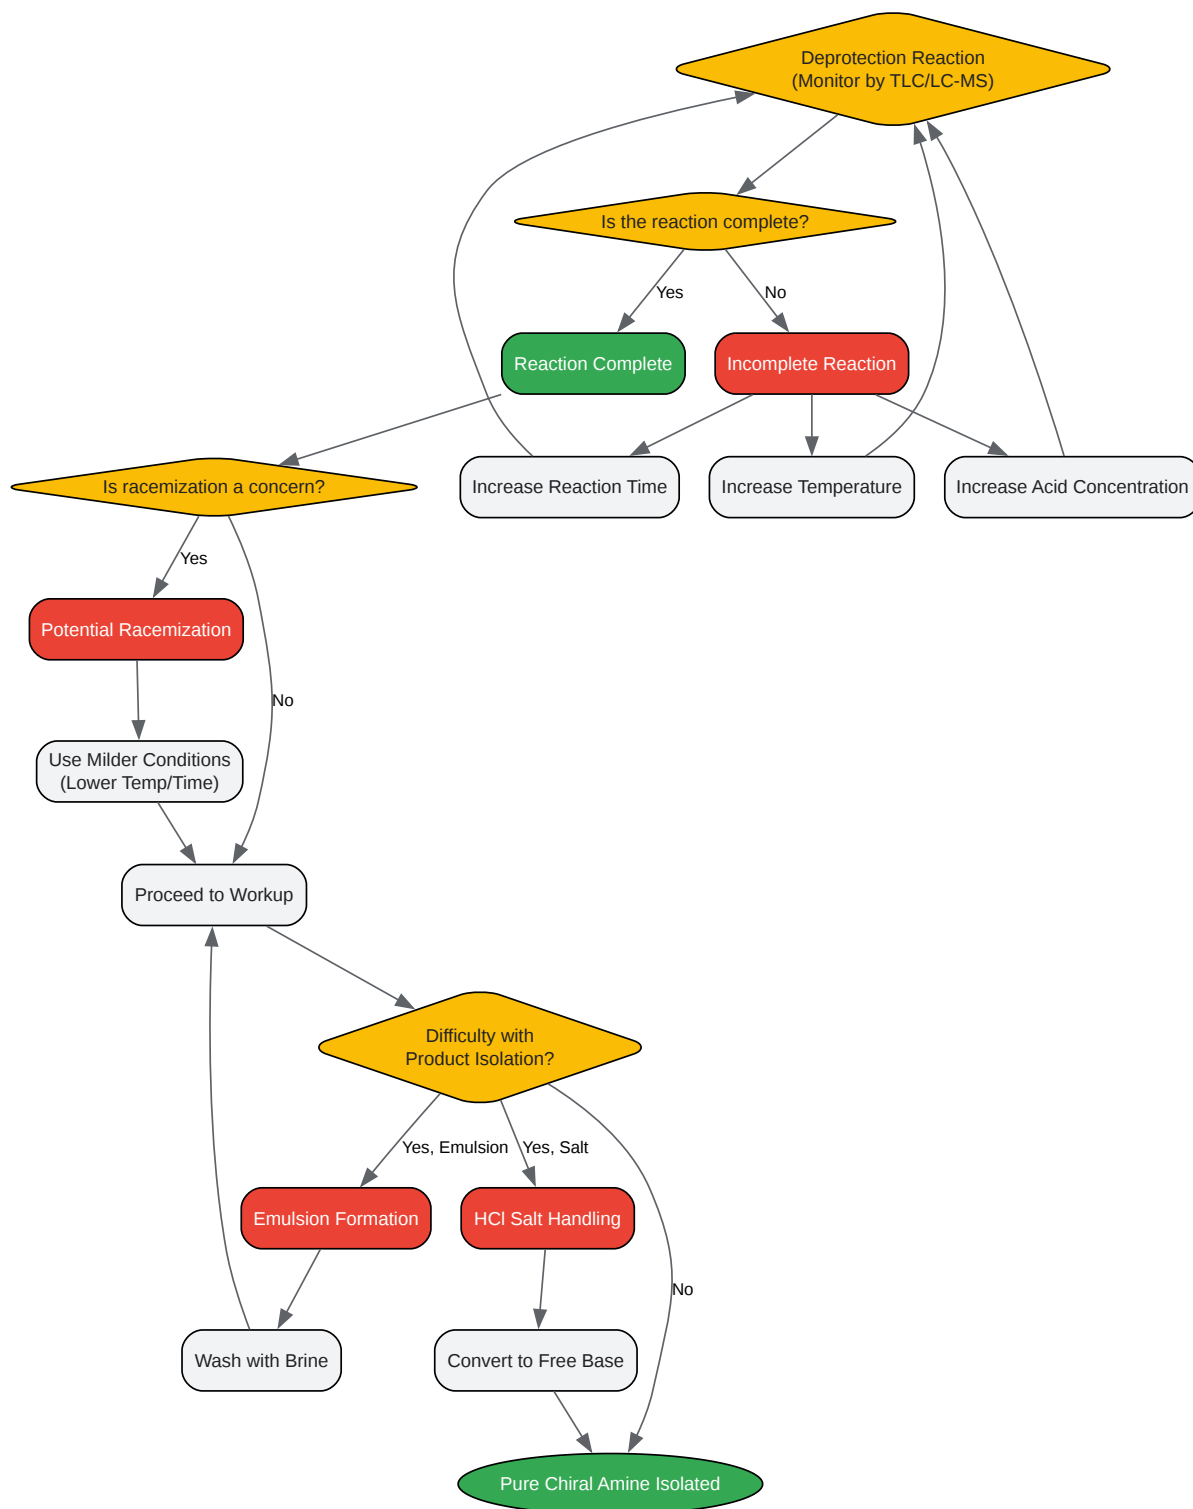 Deprotection Reaction
(Monitor by TLC/LC-MS)
Is the reaction complete?
Yes
No
Reaction Complete
Incomplete Reaction
Is racemization a concern?
Increase Reaction Time
Increase Temperature
Increase Acid Concentration
Yes
Potential Racemization
No
Use Milder Conditions
(Lower Temp/Time)
Proceed to Workup
Difficulty with
Product Isolation?
Yes, Emulsion
Yes, Salt
Emulsion Formation
HCl Salt Handling
No
Wash with Brine
Convert to Free Base
Pure Chiral Amine Isolated